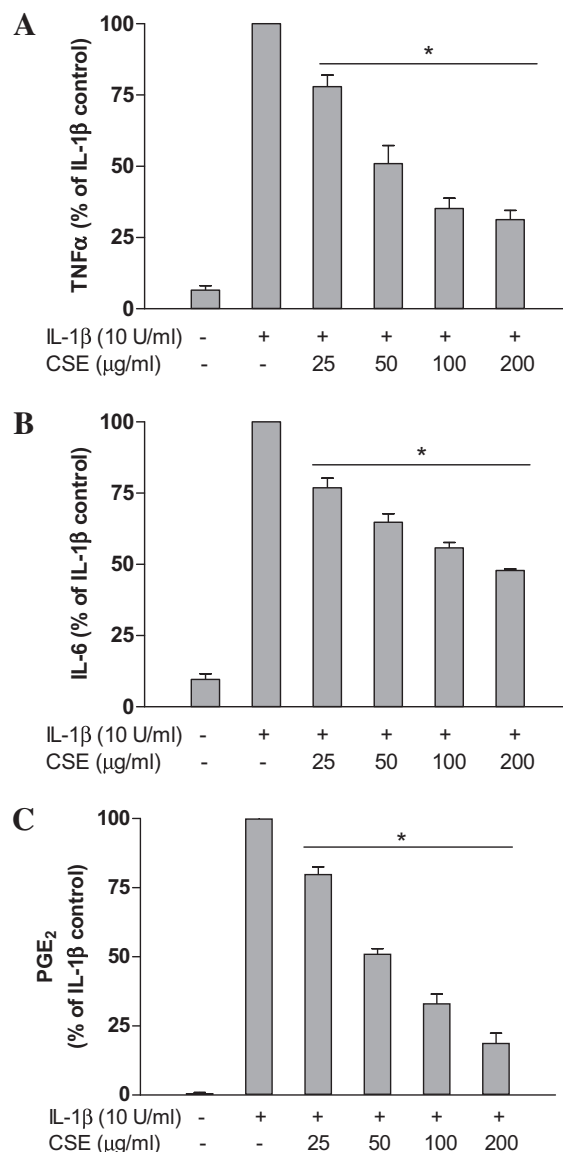 A
TNFα (% of IL-1β control)
100
*
75
50
25
0
IL-1β (10 U/ml) - + + + + +
CSE (μg/ml) - - 25 50 100 200
B
IL-6 (% of IL-1β control)
100
*
75
50
25
0
IL-1β (10 U/ml) - + + + + +
CSE (μg/ml) - - 25 50 100 200
C
PGE₂
(% of IL-1β control)
100
*
75
50
25
0
IL-1β (10 U/ml) - + + + + +
CSE (μg/ml) - - 25 50 100 200